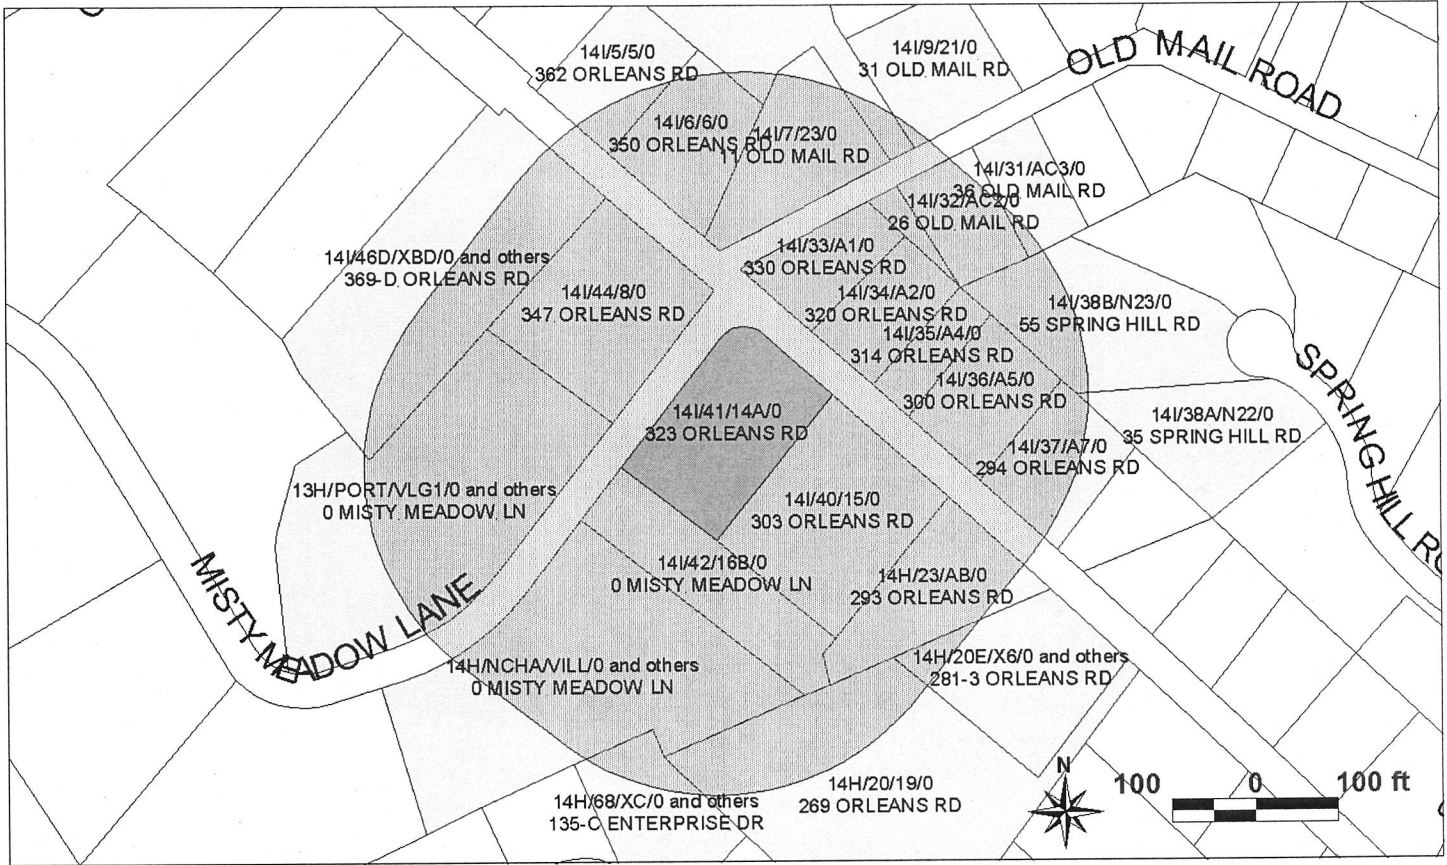 14I/5/5/0
362 ORLEANS RD
14I/9/21/0
31 OLD MAIL RD
OLD MAIL ROAD
14I/6/6/0
350 ORLEANS RD
14I/7/23/0
11 OLD MAIL RD
14I/31/AC3/0
36 OLD MAIL RD
14I/32/AC2/0
26 OLD MAIL RD
14I/46D/XBD/0 and others
369-D ORLEANS RD
14I/33/A1/0
330 ORLEANS RD
14I/44/8/0
347 ORLEANS RD
14I/34/A2/0
320 ORLEANS RD
14I/38B/N23/0
55 SPRING HILL RD
14I/35/A4/0
314 ORLEANS RD
14I/36/A5/0
300 ORLEANS RD
14I/41/14A/0
323 ORLEANS RD
14I/38A/N22/0
35 SPRING HILL RD
SPRING HILL RO
14I/37/A7/0
294 ORLEANS RD
13H/PORT/VLG1/0 and others
0 MISTY MEADOW LN
14I/40/15/0
303 ORLEANS RD
14I/42/16B/0
0 MISTY MEADOW LN
14H/23/AB/0
293 ORLEANS RD
MISTY MEADOW LANE
14H/NCHA/VILL/0 and others
0 MISTY MEADOW LN
14H/20E/X6/0 and others
281-3 ORLEANS RD
14H/20/19/0
269 ORLEANS RD
14H/68/XC/0 and others
135-C ENTERPRISE DR
N
100 0 100 ft